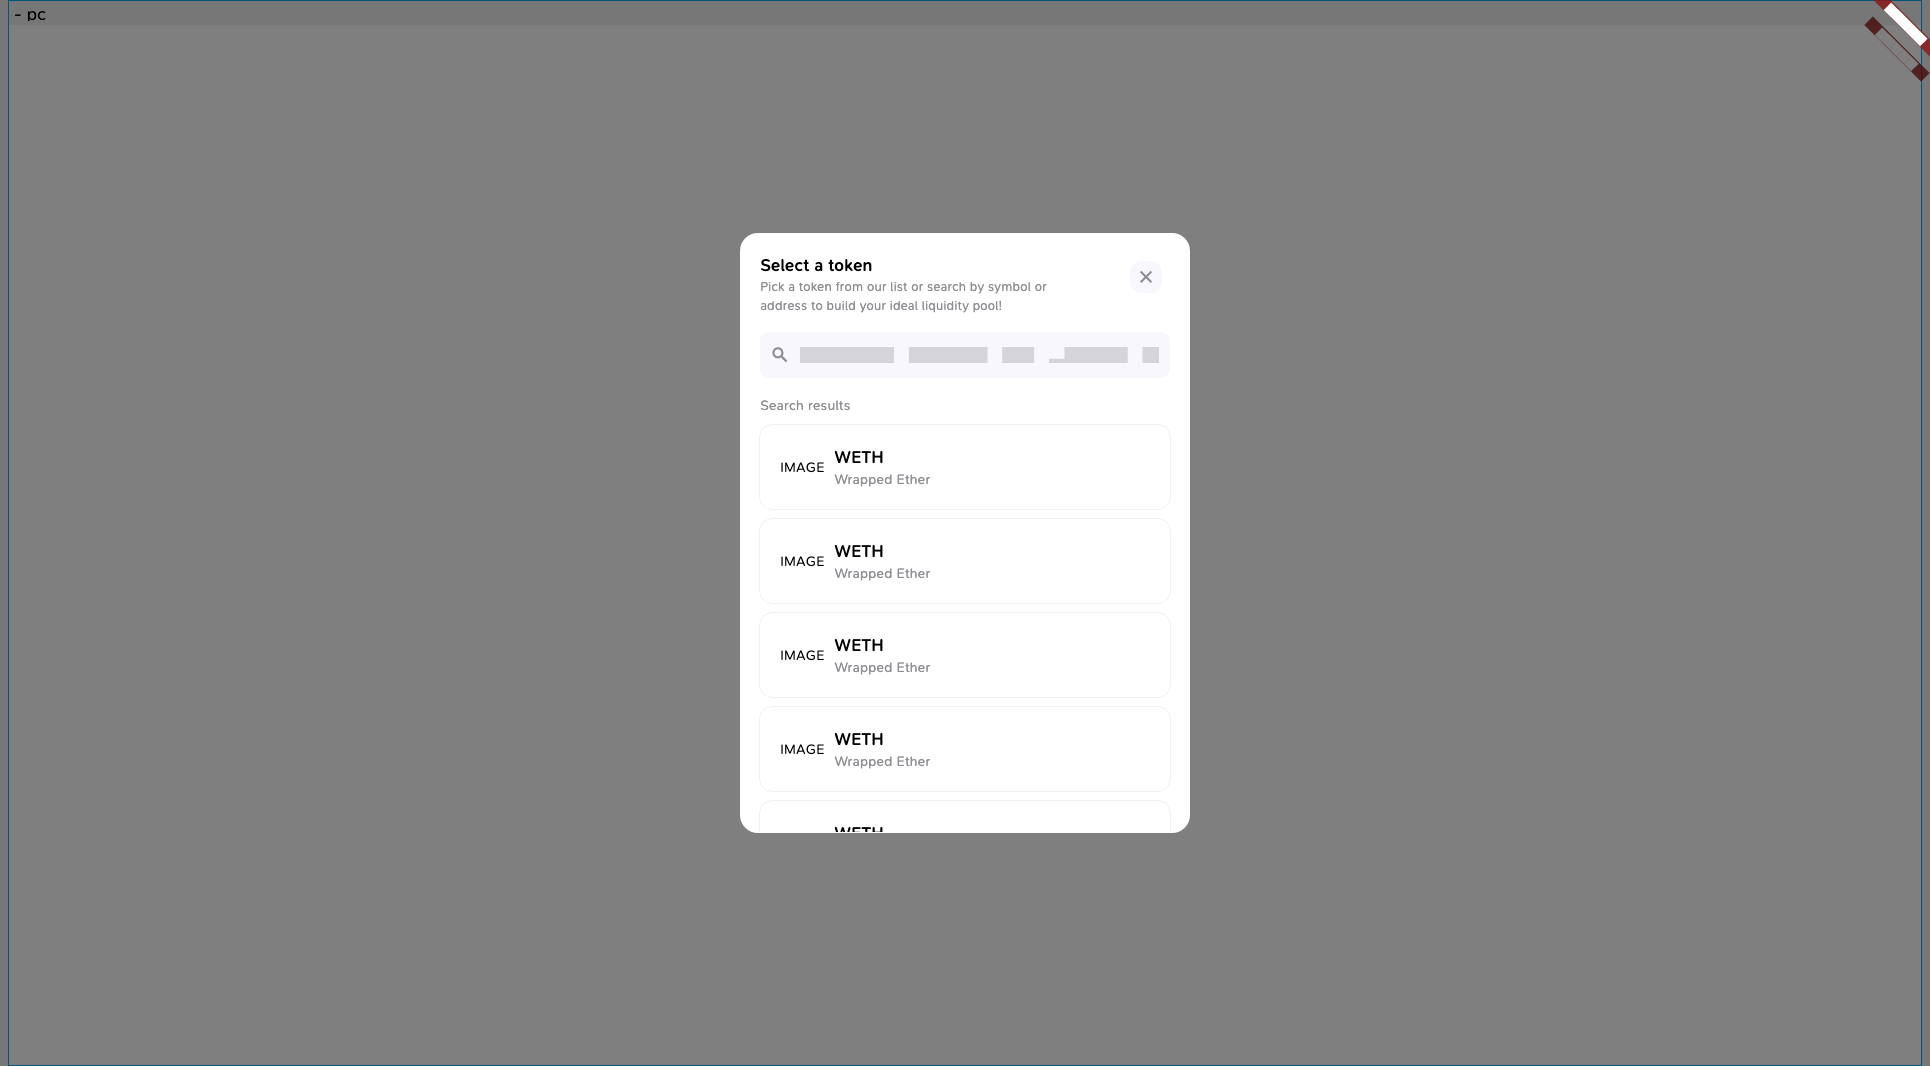 - pc
Select a token
Pick a token from our list or search by symbol or
address to build your ideal liquidity pool!
Search results
IMAGE
WETH
Wrapped Ether
IMAGE
WETH
Wrapped Ether
IMAGE
WETH
Wrapped Ether
IMAGE
WETH
Wrapped Ether
WETH